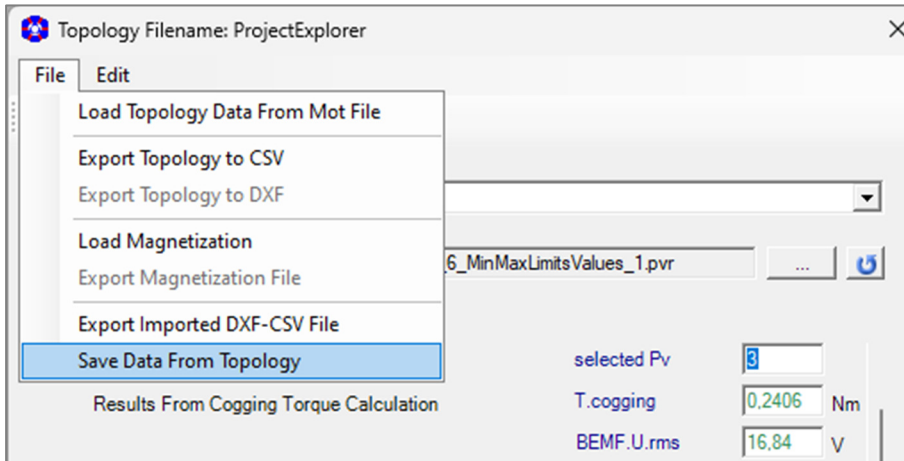 Topology Filename: ProjectExplorer
File Edit
Load Topology Data From Mot File
Export Topology to CSV
Export Topology to DXF
Load Magnetization
6_MinMaxLimitsValues_1.pvr ...
Export Magnetization File
Export Imported DXF-CSV File
Save Data From Topology
selected Pv 3
Results From Cogging Torque Calculation
T.cogging 0,2406 Nm
BEMF.U.rms 16,84 V